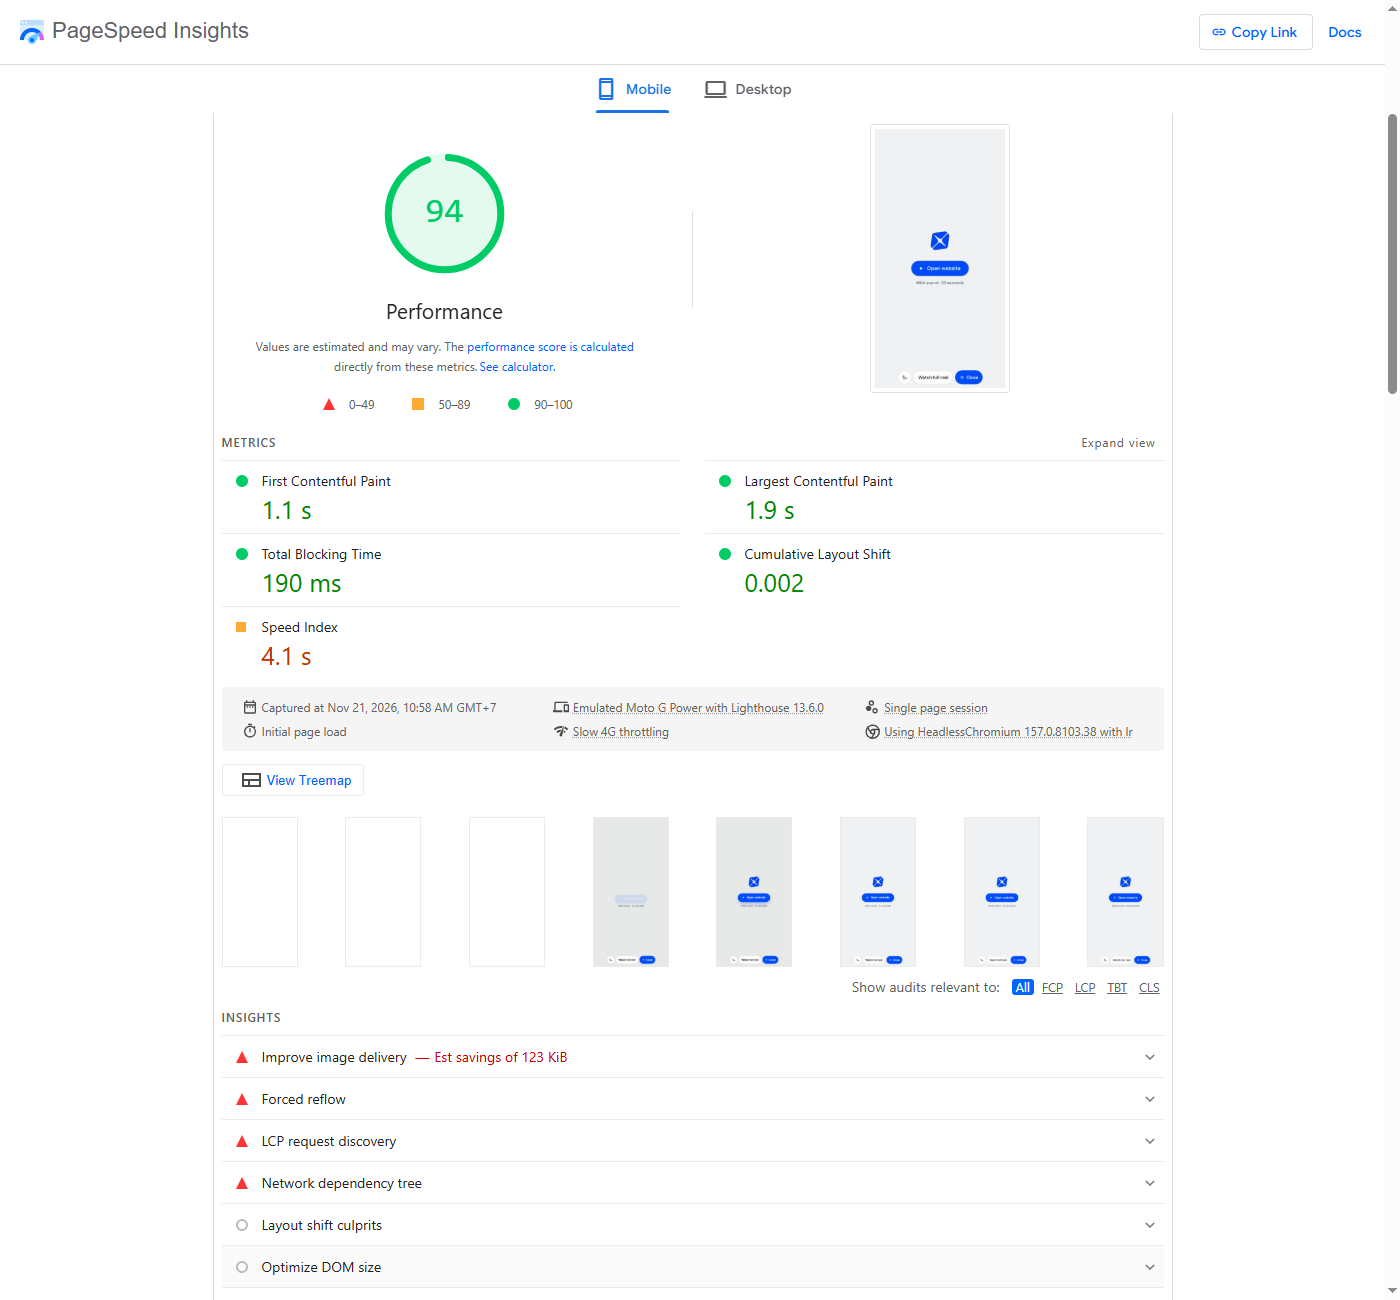 PageSpeed Insights
Copy Link
Docs
Mobile
Desktop
94
Performance
Values are estimated and may vary. The performance score is calculated
directly from these metrics. See calculator.
0–49
50–89
90–100
Open website
Watch full reel
Close
METRICS
Expand view
First Contentful Paint
1.1 s
Largest Contentful Paint
1.9 s
Total Blocking Time
190 ms
Cumulative Layout Shift
0.002
Speed Index
4.1 s
Captured at Nov 21, 2026, 10:58 AM GMT+7
Emulated Moto G Power with Lighthouse 13.6.0
Single page session
Initial page load
Slow 4G throttling
Using HeadlessChromium 157.0.8103.38 with lr
View Treemap
Show audits relevant to: All FCP LCP TBT CLS
INSIGHTS
Improve image delivery — Est savings of 123 KiB
Forced reflow
LCP request discovery
Network dependency tree
Layout shift culprits
Optimize DOM size